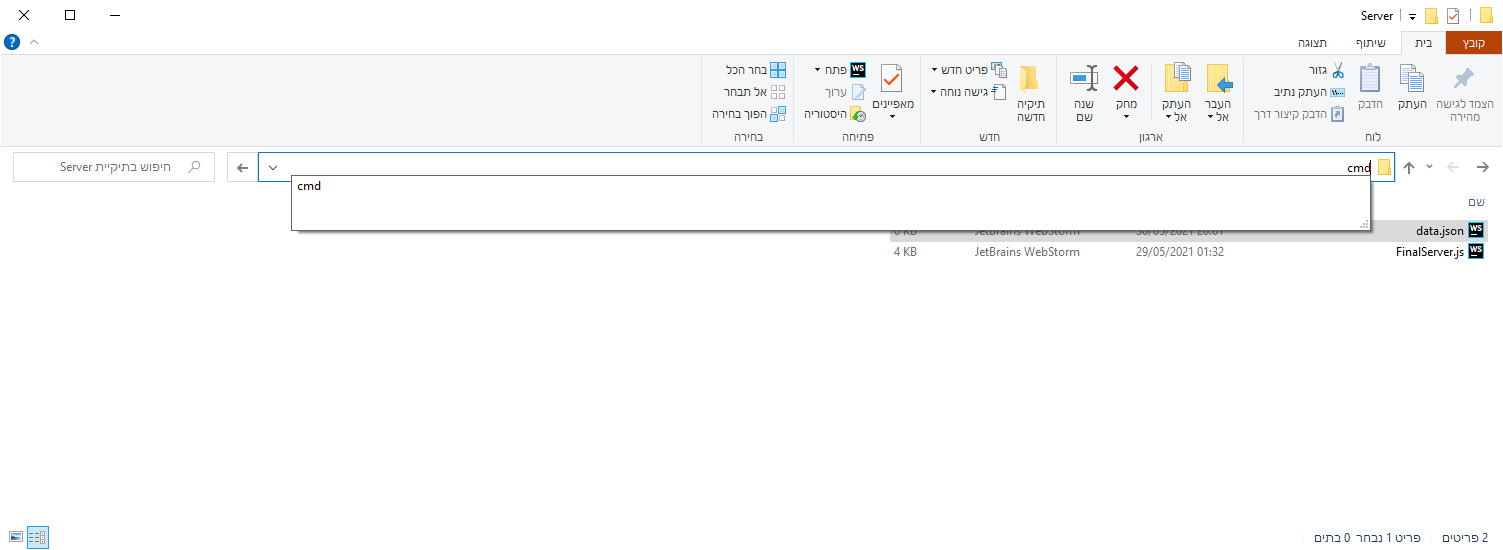 Server
קובץ בית שיתוף תצוגה
הצמד לגישה מהירה
העתק
הדבק
גזור
העתק נתיב
הדבק קיצור דרך
לוח
העבר אל
העתק אל
מחק
שנה שם
ארגון
תיקיה חדשה
פריט חדש
גישה נוחה
חדש
מאפיינים
פתח
ערוך
היסטוריה
פתיחה
בחר הכל
אל תבחר
הפוך בחירה
בחירה
cmd
חיפוש בתיקיית Server
cmd
שם
data.json 30/05/2021 20:01 JetBrains WebStorm 0 KB
FinalServer.js 29/05/2021 01:32 JetBrains WebStorm 4 KB
2 פריטים פריט 1 נבחר 0 בתים